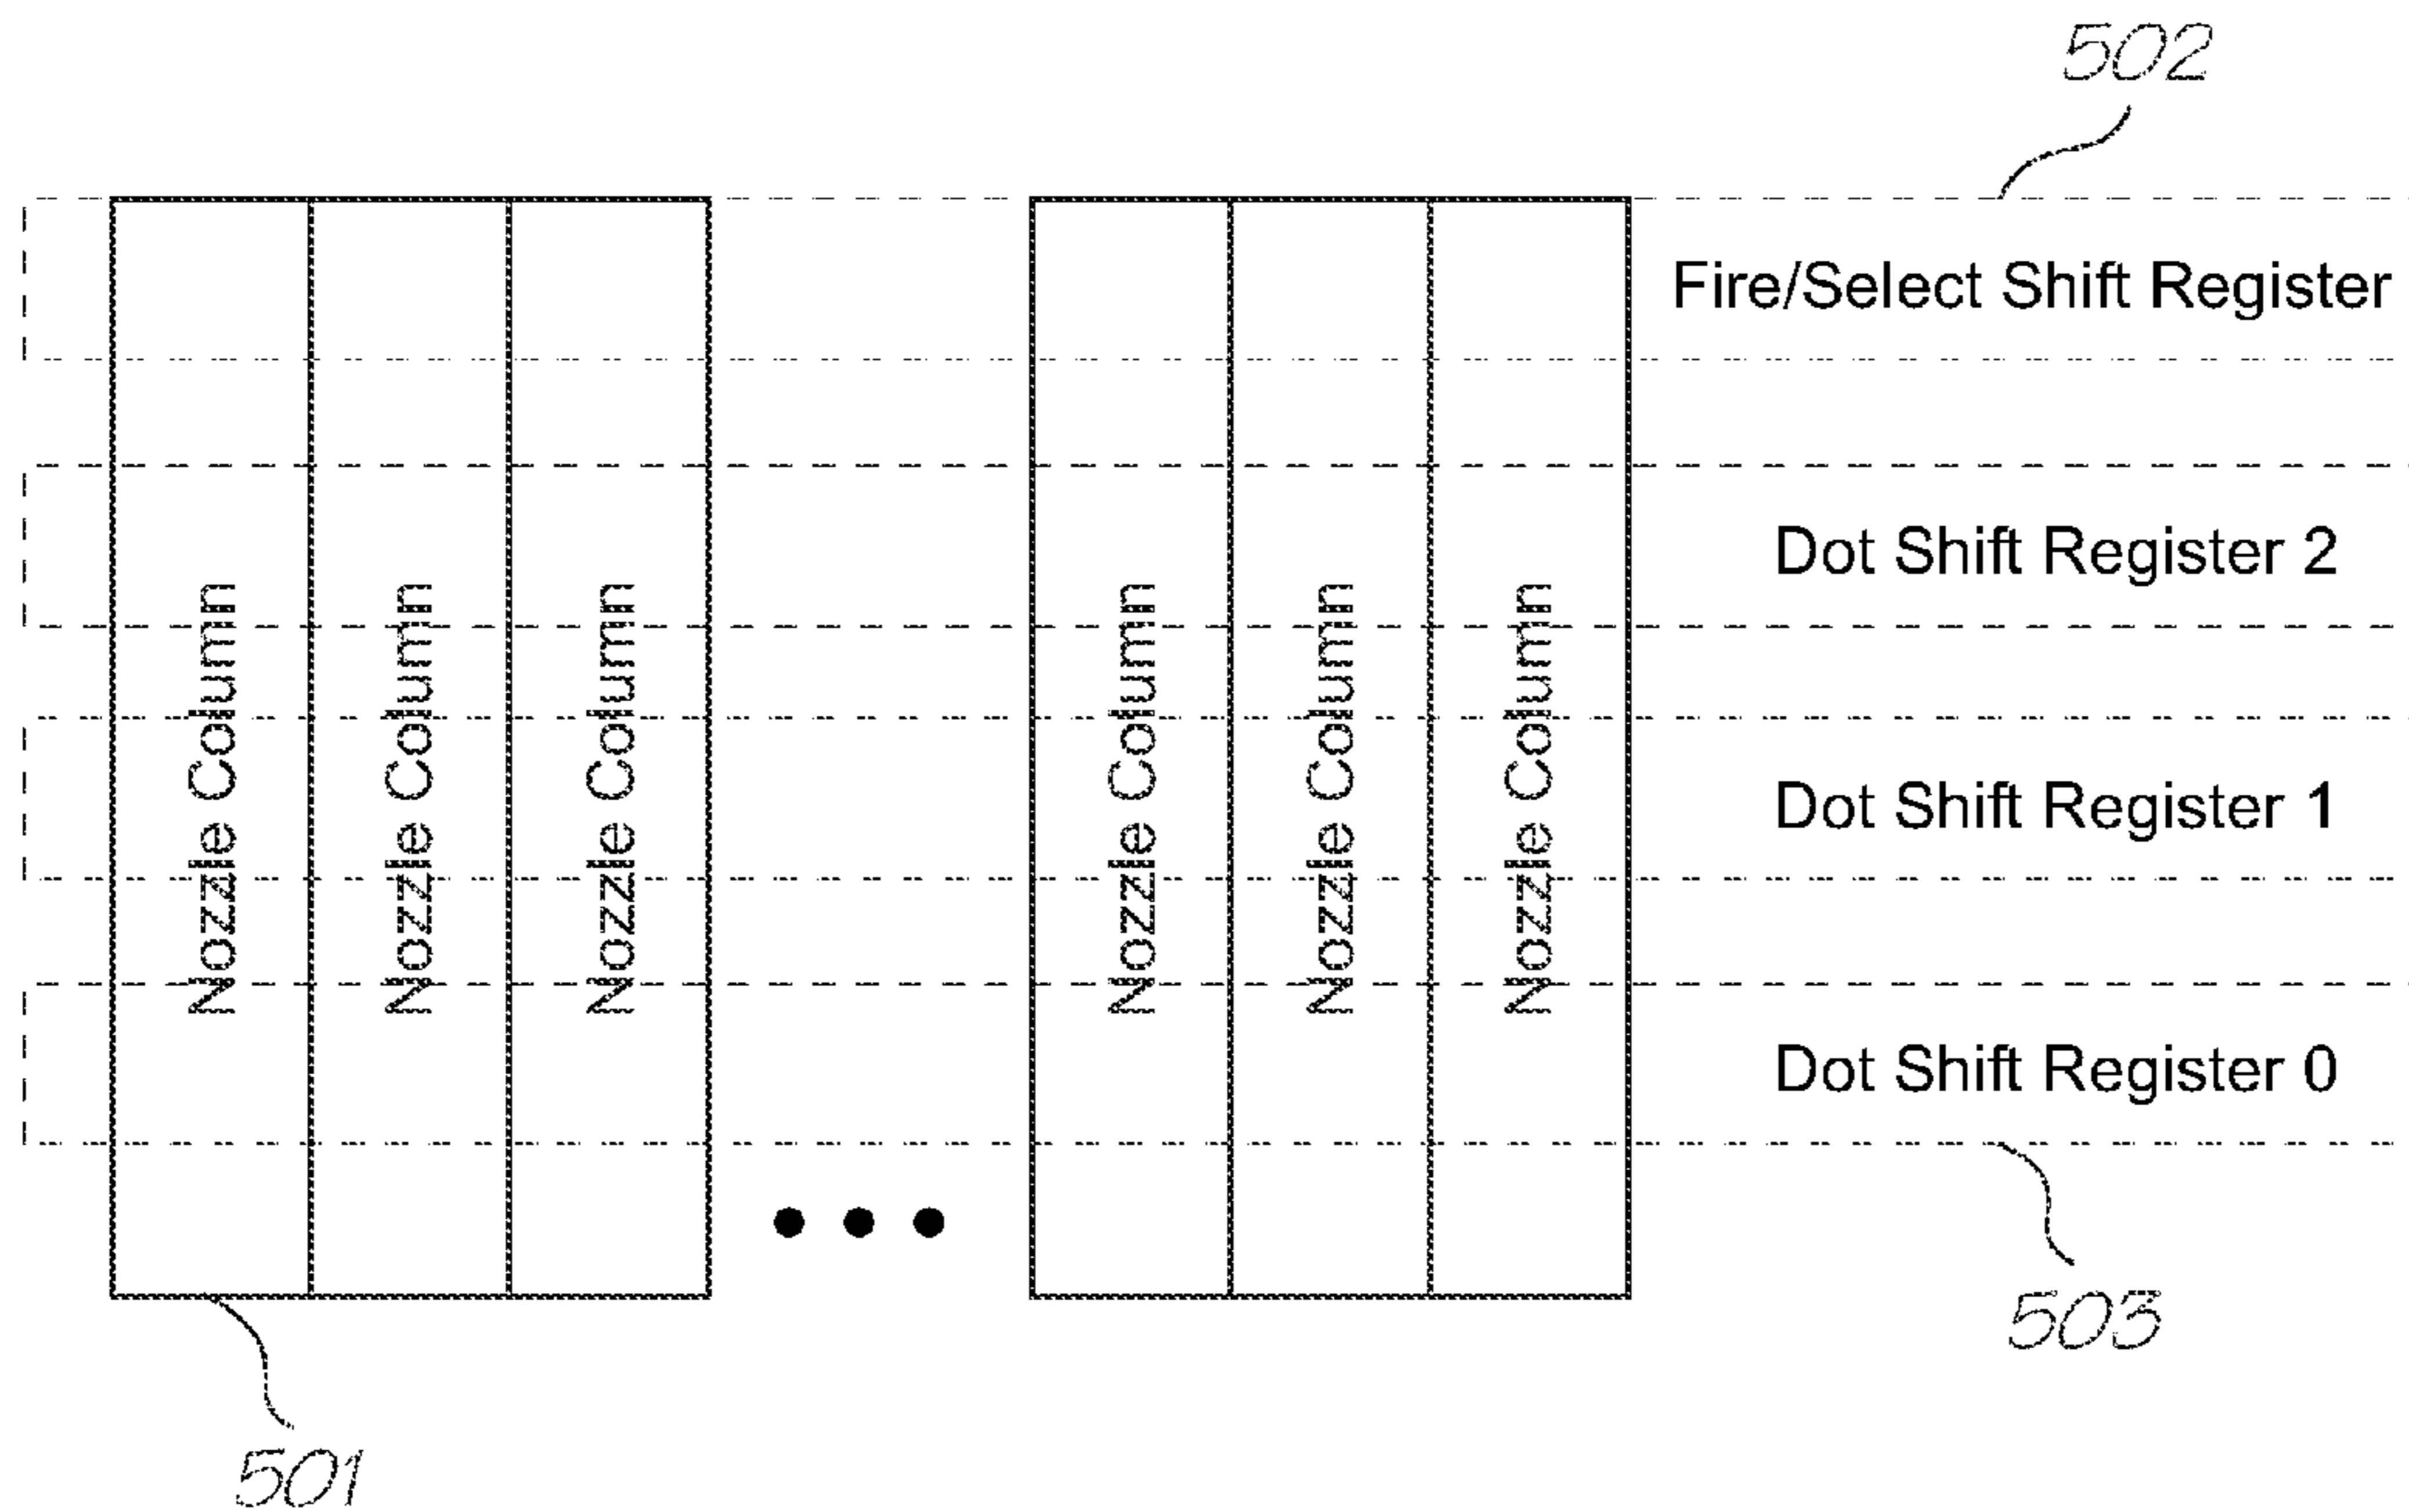 502
Fire/Select Shift Register
Dot Shift Register 2
Nozzle Column
Nozzle Column
Nozzle Column
Nozzle Column
Nozzle Column
Nozzle Column
Dot Shift Register 1
Dot Shift Register 0
503
501